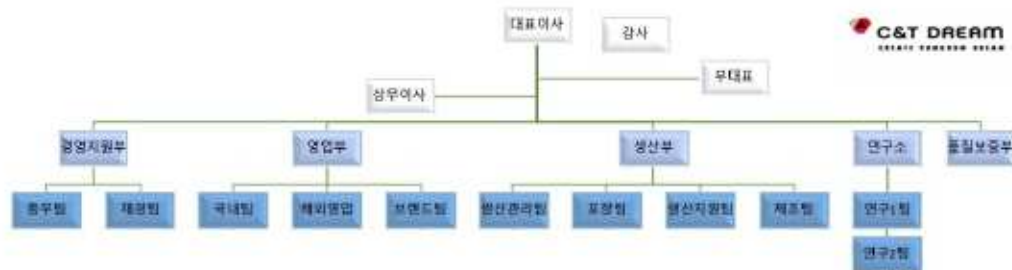 대표이사
감사
C&T DREAM
CREATE TOMORROW DREAM
부대표
상무이사
경영지원부
영업부
생산부
연구소
품질보증부
총무팀
재경팀
국내팀
해외영업
브랜드팀
생산관리팀
포장팀
생산지원팀
제조팀
연구1팀
연구2팀